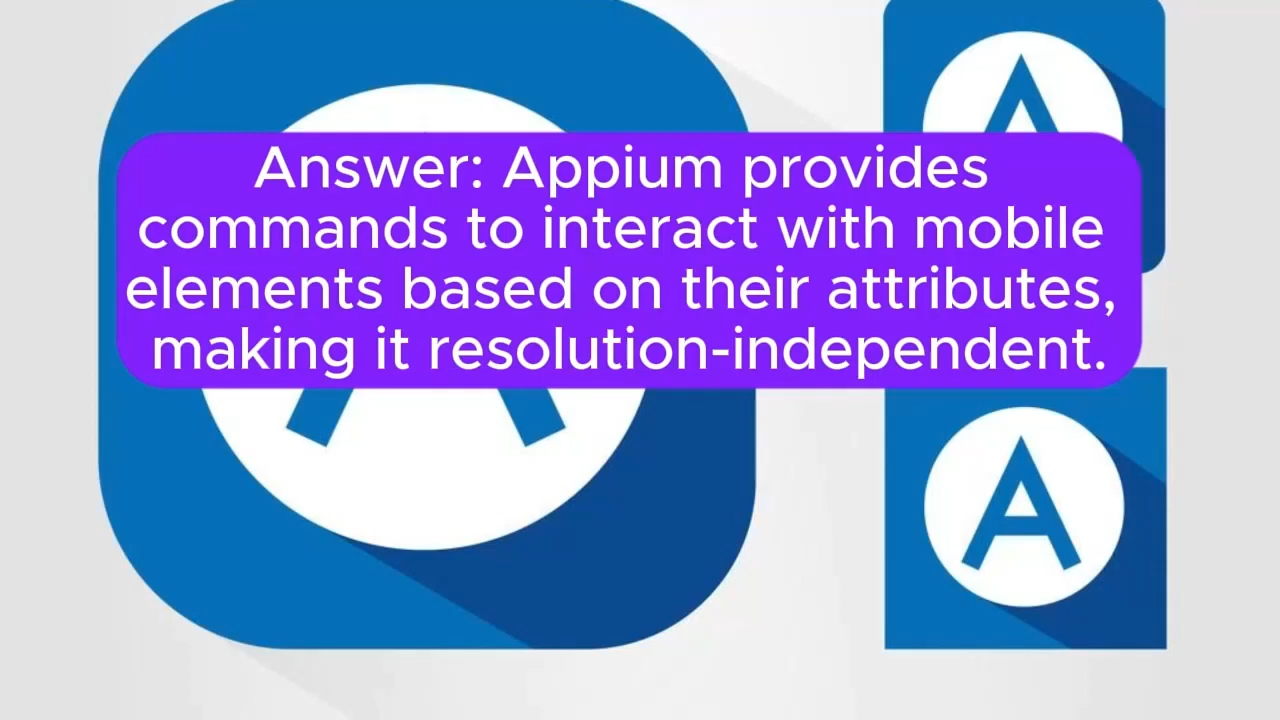 Answer: Appium provides
commands to interact with mobile
elements based on their attributes,
making it resolution-independent.
A
A
A